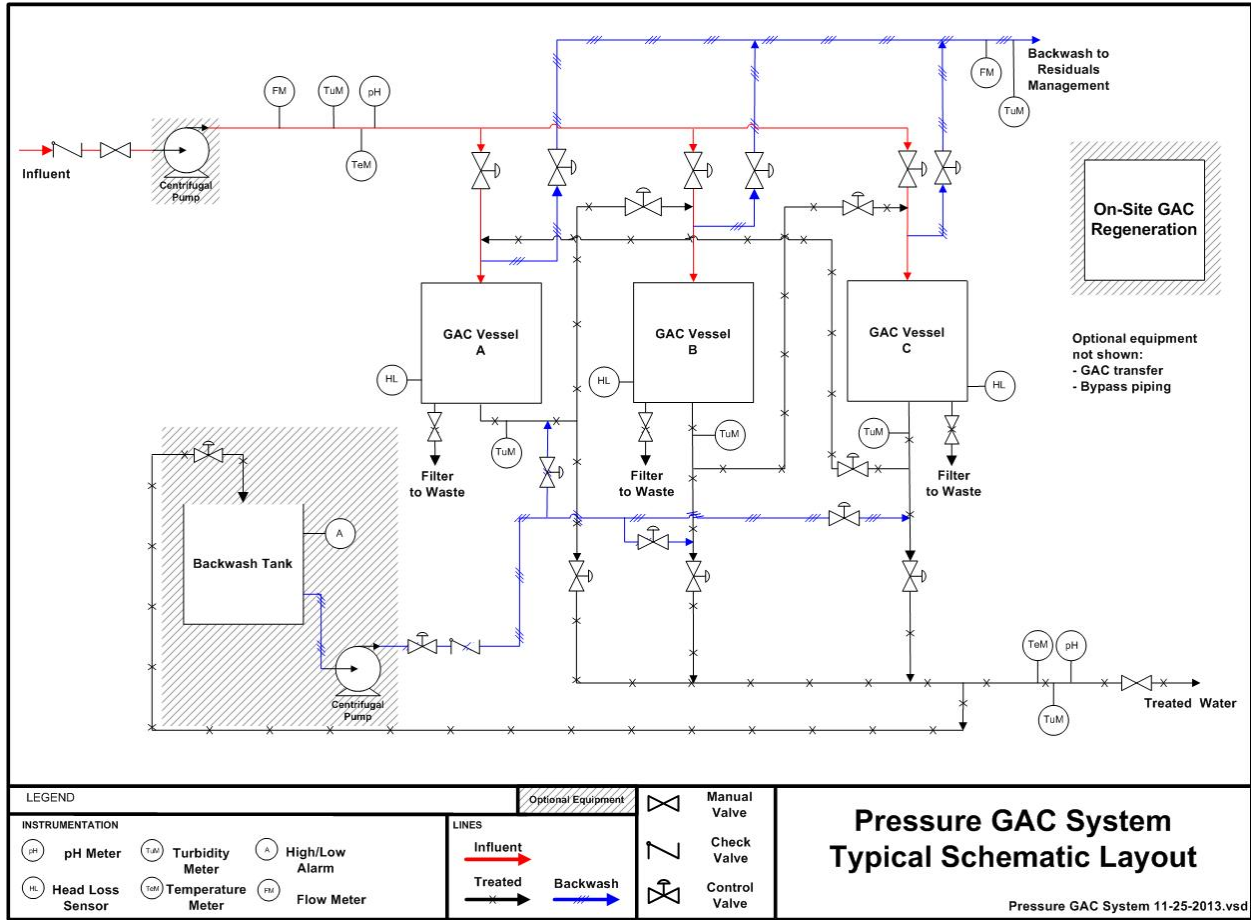 Backwash to
Residuals
Management
FM
TuM
FM
TuM
pH
TeM
Influent
Centrifugal
Pump
On-Site GAC
Regeneration
GAC Vessel
A
GAC Vessel
B
GAC Vessel
C
Optional equipment
not shown:
- GAC transfer
- Bypass piping
HL
HL
HL
TuM
TuM
TuM
Filter
to Waste
Filter
to Waste
Filter
to Waste
Backwash Tank
A
Centrifugal
Pump
TeM
pH
TuM
Treated Water
LEGEND
Optional Equipment
INSTRUMENTATION
pH
pH Meter
TuM
Turbidity
Meter
A
High/Low
Alarm
HL
Head Loss
Sensor
TeM
Temperature
Meter
FM
Flow Meter
LINES
Influent
Treated
Backwash
Manual
Valve
Check
Valve
Control
Valve
Pressure GAC System
Typical Schematic Layout
Pressure GAC System 11-25-2013.vsd